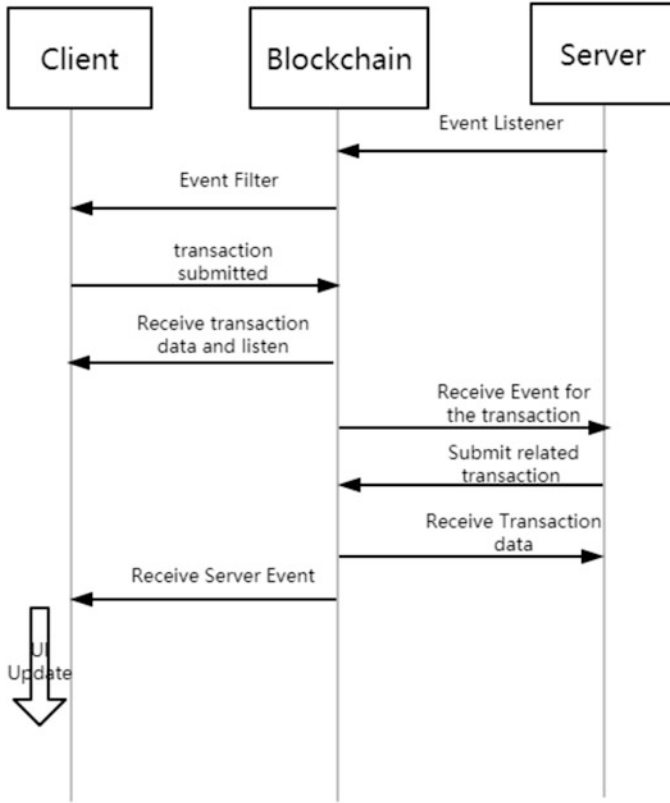 Client
Blockchain
Server
Event Listener
Event Filter
transaction
submitted
Receive transaction
data and listen
Receive Event for
the transaction
Submit related
transaction
Receive Transaction
data
Receive Server Event
UI
Update